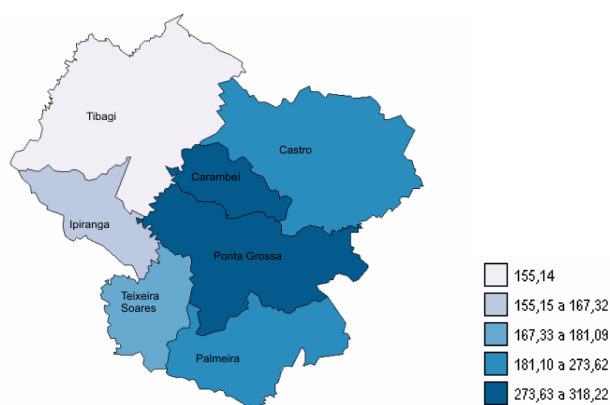 Tibagi
Castro
Carambeí
Ipiranga
Ponta Grossa
Teixeira
Soares
Palmeira
155,14
155,15 a 167,32
167,33 a 181,09
181,10 a 273,62
273,63 a 318,22